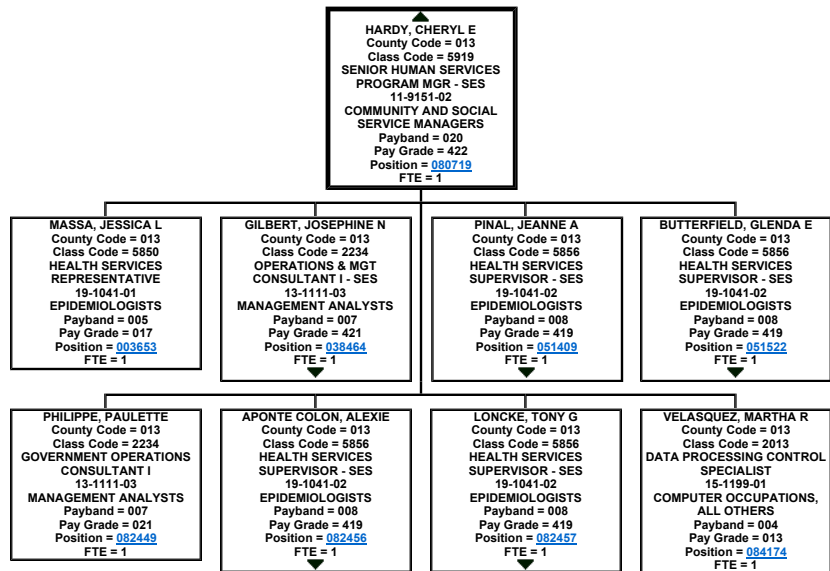 HARDY, CHERYL E
County Code = 013
Class Code = 5919
SENIOR HUMAN SERVICES
PROGRAM MGR - SES
11-9151-02
COMMUNITY AND SOCIAL
SERVICE MANAGERS
Payband = 020
Pay Grade = 422
Position = 080719
FTE = 1
MASSA, JESSICA L
County Code = 013
Class Code = 5850
HEALTH SERVICES
REPRESENTATIVE
19-1041-01
EPIDEMIOLOGISTS
Payband = 005
Pay Grade = 017
Position = 003653
FTE = 1
GILBERT, JOSEPHINE N
County Code = 013
Class Code = 2234
OPERATIONS & MGT
CONSULTANT I - SES
13-1111-03
MANAGEMENT ANALYSTS
Payband = 007
Pay Grade = 421
Position = 038464
FTE = 1
PINAL, JEANNE A
County Code = 013
Class Code = 5856
HEALTH SERVICES
SUPERVISOR - SES
19-1041-02
EPIDEMIOLOGISTS
Payband = 008
Pay Grade = 419
Position = 051409
FTE = 1
BUTTERFIELD, GLENDA E
County Code = 013
Class Code = 5856
HEALTH SERVICES
SUPERVISOR - SES
19-1041-02
EPIDEMIOLOGISTS
Payband = 008
Pay Grade = 419
Position = 051522
FTE = 1
PHILIPPE, PAULETTE
County Code = 013
Class Code = 2234
GOVERNMENT OPERATIONS
CONSULTANT I
13-1111-03
MANAGEMENT ANALYSTS
Payband = 007
Pay Grade = 021
Position = 082449
FTE = 1
APONTE COLON, ALEXIE
County Code = 013
Class Code = 5856
HEALTH SERVICES
SUPERVISOR - SES
19-1041-02
EPIDEMIOLOGISTS
Payband = 008
Pay Grade = 419
Position = 082456
FTE = 1
LONCKE, TONY G
County Code = 013
Class Code = 5856
HEALTH SERVICES
SUPERVISOR - SES
19-1041-02
EPIDEMIOLOGISTS
Payband = 008
Pay Grade = 419
Position = 082457
FTE = 1
VELASQUEZ, MARTHA R
County Code = 013
Class Code = 2013
DATA PROCESSING CONTROL
SPECIALIST
15-1199-01
COMPUTER OCCUPATIONS,
ALL OTHERS
Payband = 004
Pay Grade = 013
Position = 084174
FTE = 1